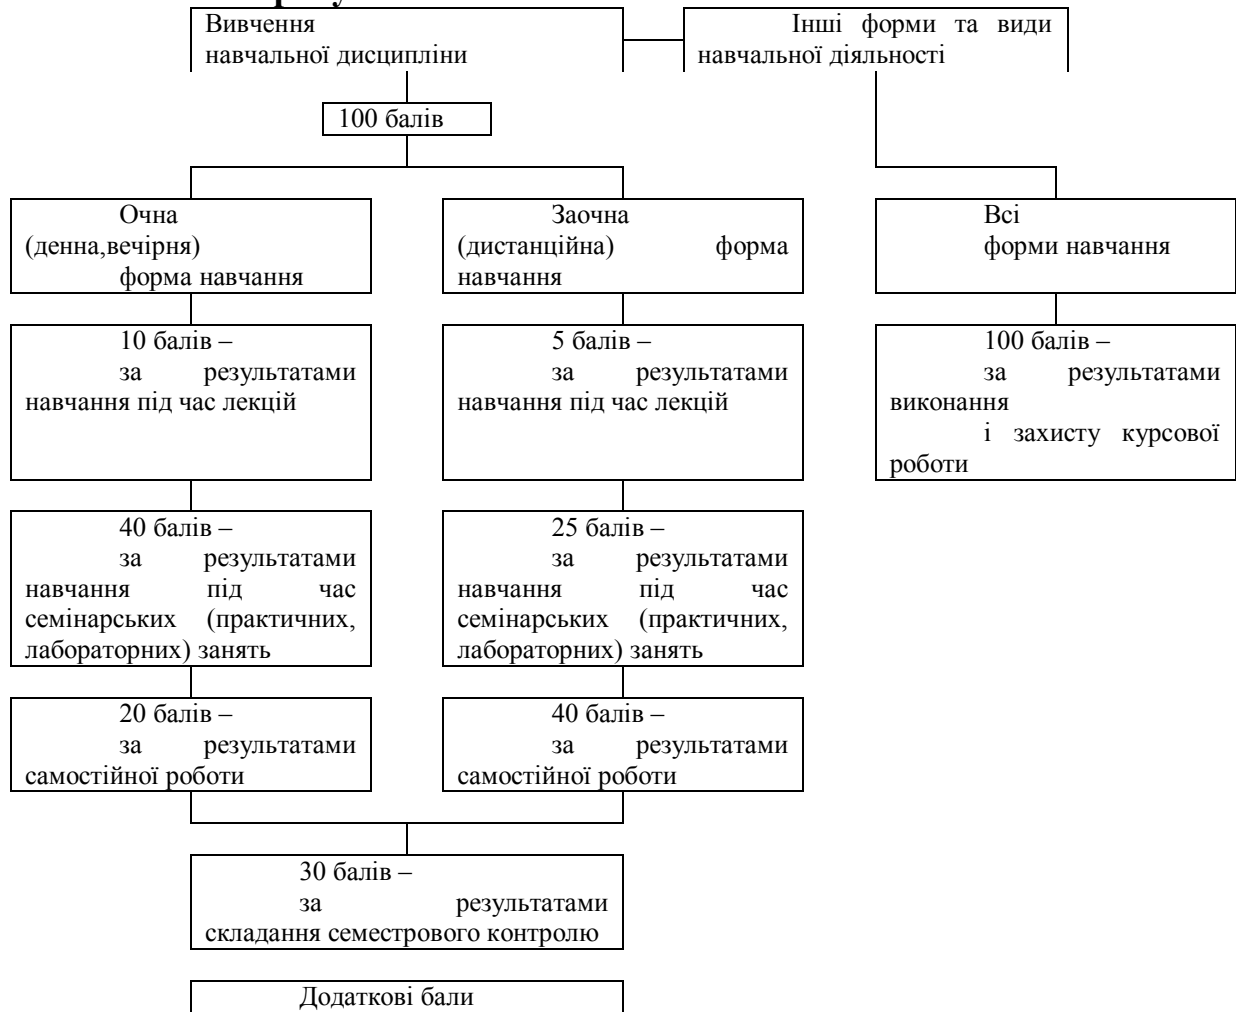 Вивчення
навчальної дисципліни
Інші форми та види
навчальної діяльності
100 балів
Очна
(денна,вечірня)
форма навчання
Заочна
(дистанційна) форма
навчання
Всі
форми навчання
10 балів –
за результатами
навчання під час лекцій
5 балів –
за результатами
навчання під час лекцій
100 балів –
за результатами
виконання
і захисту курсової
роботи
40 балів –
за результатами
навчання під час
семінарських (практичних,
лабораторних) занять
25 балів –
за результатами
навчання під час
семінарських (практичних,
лабораторних) занять
20 балів –
за результатами
самостійної роботи
40 балів –
за результатами
самостійної роботи
30 балів –
за результатами
складання семестрового контролю
Додаткові бали